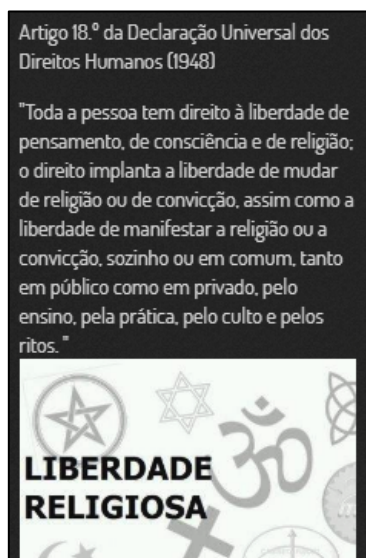 Artigo 18.º da Declaração Universal dos
Direitos Humanos (1948)
"Toda a pessoa tem direito à liberdade de
pensamento, de consciência e de religião;
o direito implanta a liberdade de mudar
de religião ou de convicção, assim como a
liberdade de manifestar a religião ou a
convicção, sozinho ou em comum, tanto
em público como em privado, pelo
ensino, pela prática, pelo culto e pelos
ritos. "
LIBERDADE
RELIGIOSA